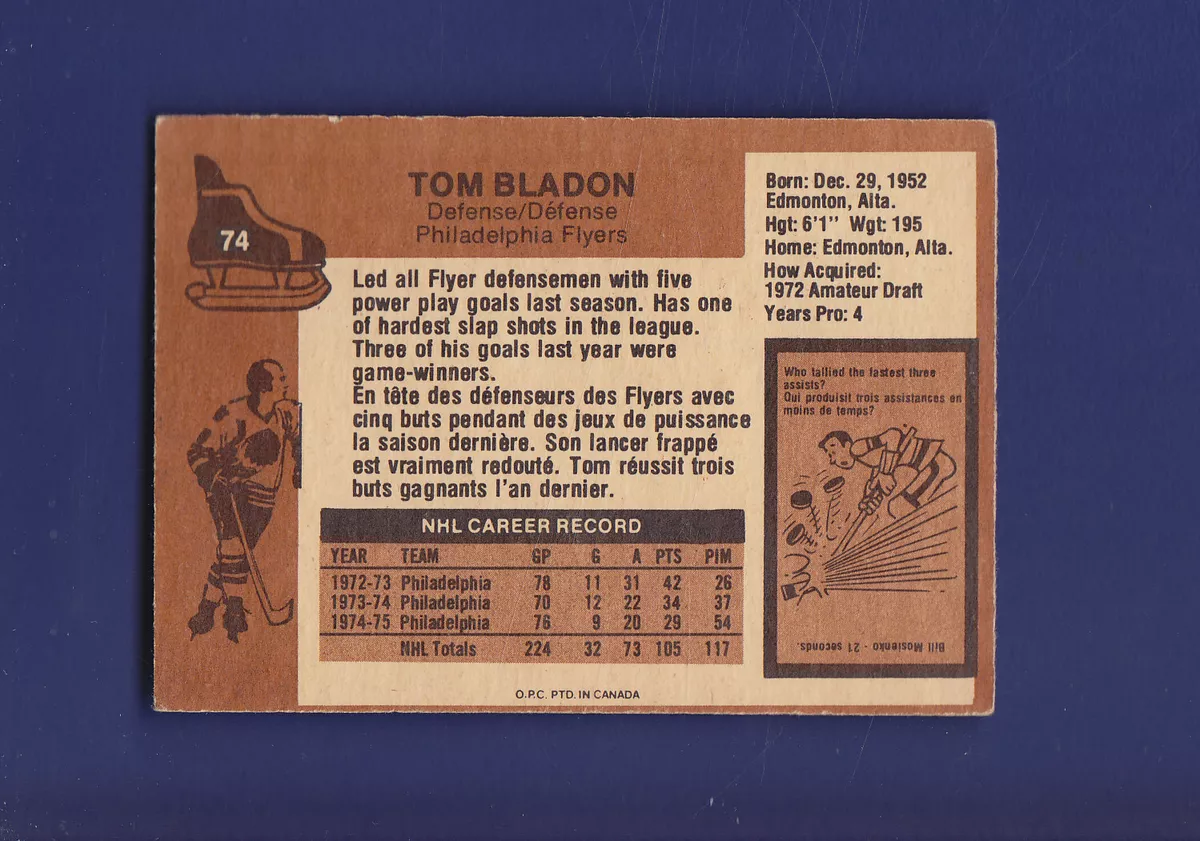 74
TOM BLADON
Defense/Défense
Philadelphia Flyers
Born: Dec. 29, 1952
Edmonton, Alta.
Hgt: 6'1" Wgt: 195
Home: Edmonton, Alta.
How Acquired:
1972 Amateur Draft
Years Pro: 4
Led all Flyer defensemen with five
power play goals last season. Has one
of hardest slap shots in the league.
Three of his goals last year were
game-winners.
En tête des défenseurs des Flyers avec
cinq buts pendant des jeux de puissance
la saison dernière. Son lancer frappé
est vraiment redouté. Tom réussit trois
buts gagnants l'an dernier.
NHL CAREER RECORD
YEAR TEAM GP G A PTS PIM
1972-73 Philadelphia 78 11 31 42 26
1973-74 Philadelphia 70 12 22 34 37
1974-75 Philadelphia 76 9 20 29 54
NHL Totals 224 32 73 105 117
O.P.C. PTD. IN CANADA
Who tallied the fastest three
assists?
Qui produisit trois assistances en
moins de temps?
Bill Mosienko - 21 seconds.